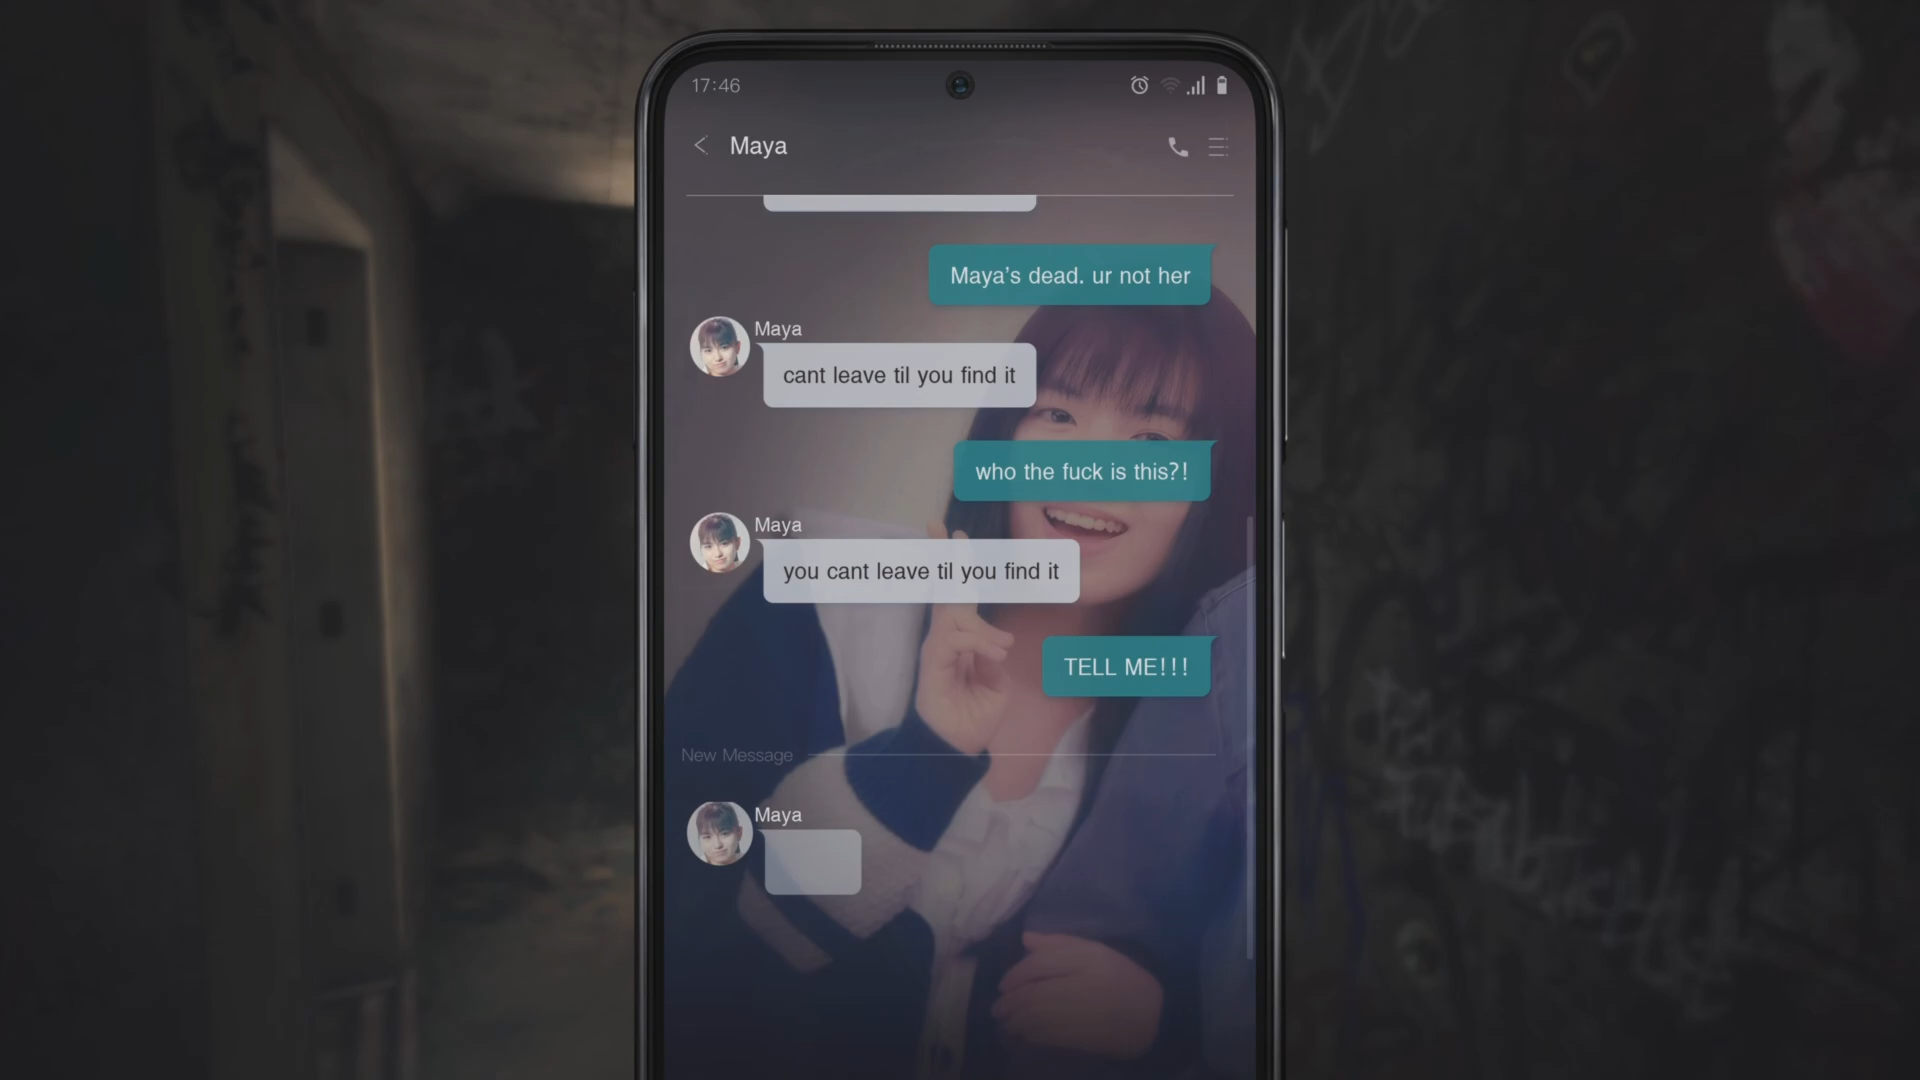 17:46
Maya
Maya's dead. ur not her
Maya
cant leave til you find it
who the fuck is this?!
Maya
you cant leave til you find it
TELL ME!!!
New Message
Maya